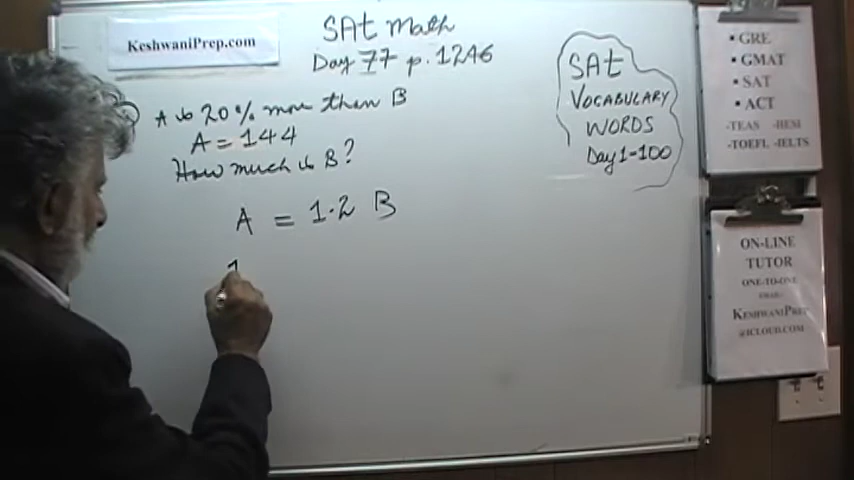 KeshwaniPrep.com
SAt Math
Day 77 p. 1246
A is 20% more than B
A = 144
How much is B?
A = 1.2 B
1
SAt
VOCABULARY
WORDS
Day 1-100
• GRE
• GMAT
• SAT
• ACT
-TEAS -HESI
-TOEFL -IELTS
ON-LINE
TUTOR
ONE-TO-ONE
KESHWANIPREP
@ICLOUD.COM